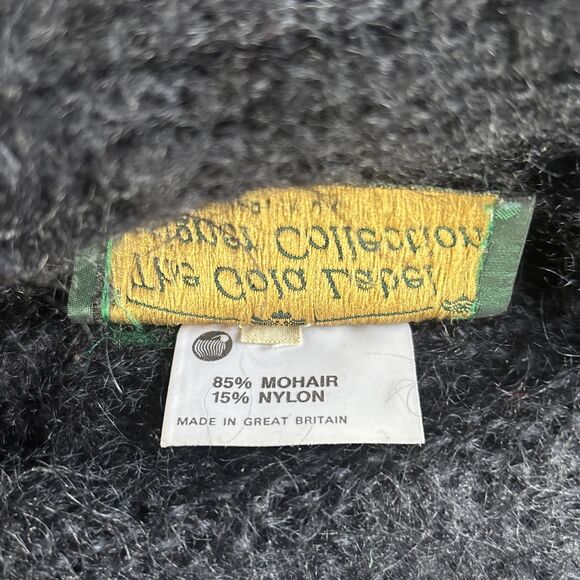 The Gold Label
Collection
85% MOHAIR
15% NYLON
MADE IN GREAT BRITAIN